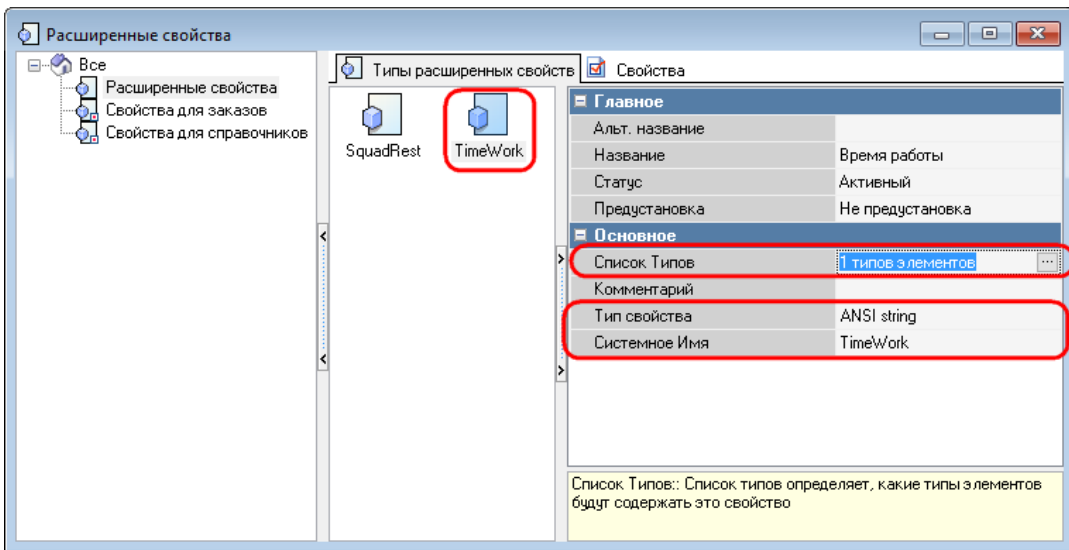 Расширенные свойства
Все
Расширенные свойства
Свойства для заказов
Свойства для справочников
Типы расширенных свойств
Свойства
SquadRest
TimeWork
Главное
Альт. название
Название Время работы
Статус Активный
Предустановка Не предустановка
Основное
Список Типов 1 типов элементов ...
Комментарий
Тип свойства ANSI string
Системное Имя TimeWork
Список Типов:: Список типов определяет, какие типы элементов
будут содержать это свойство